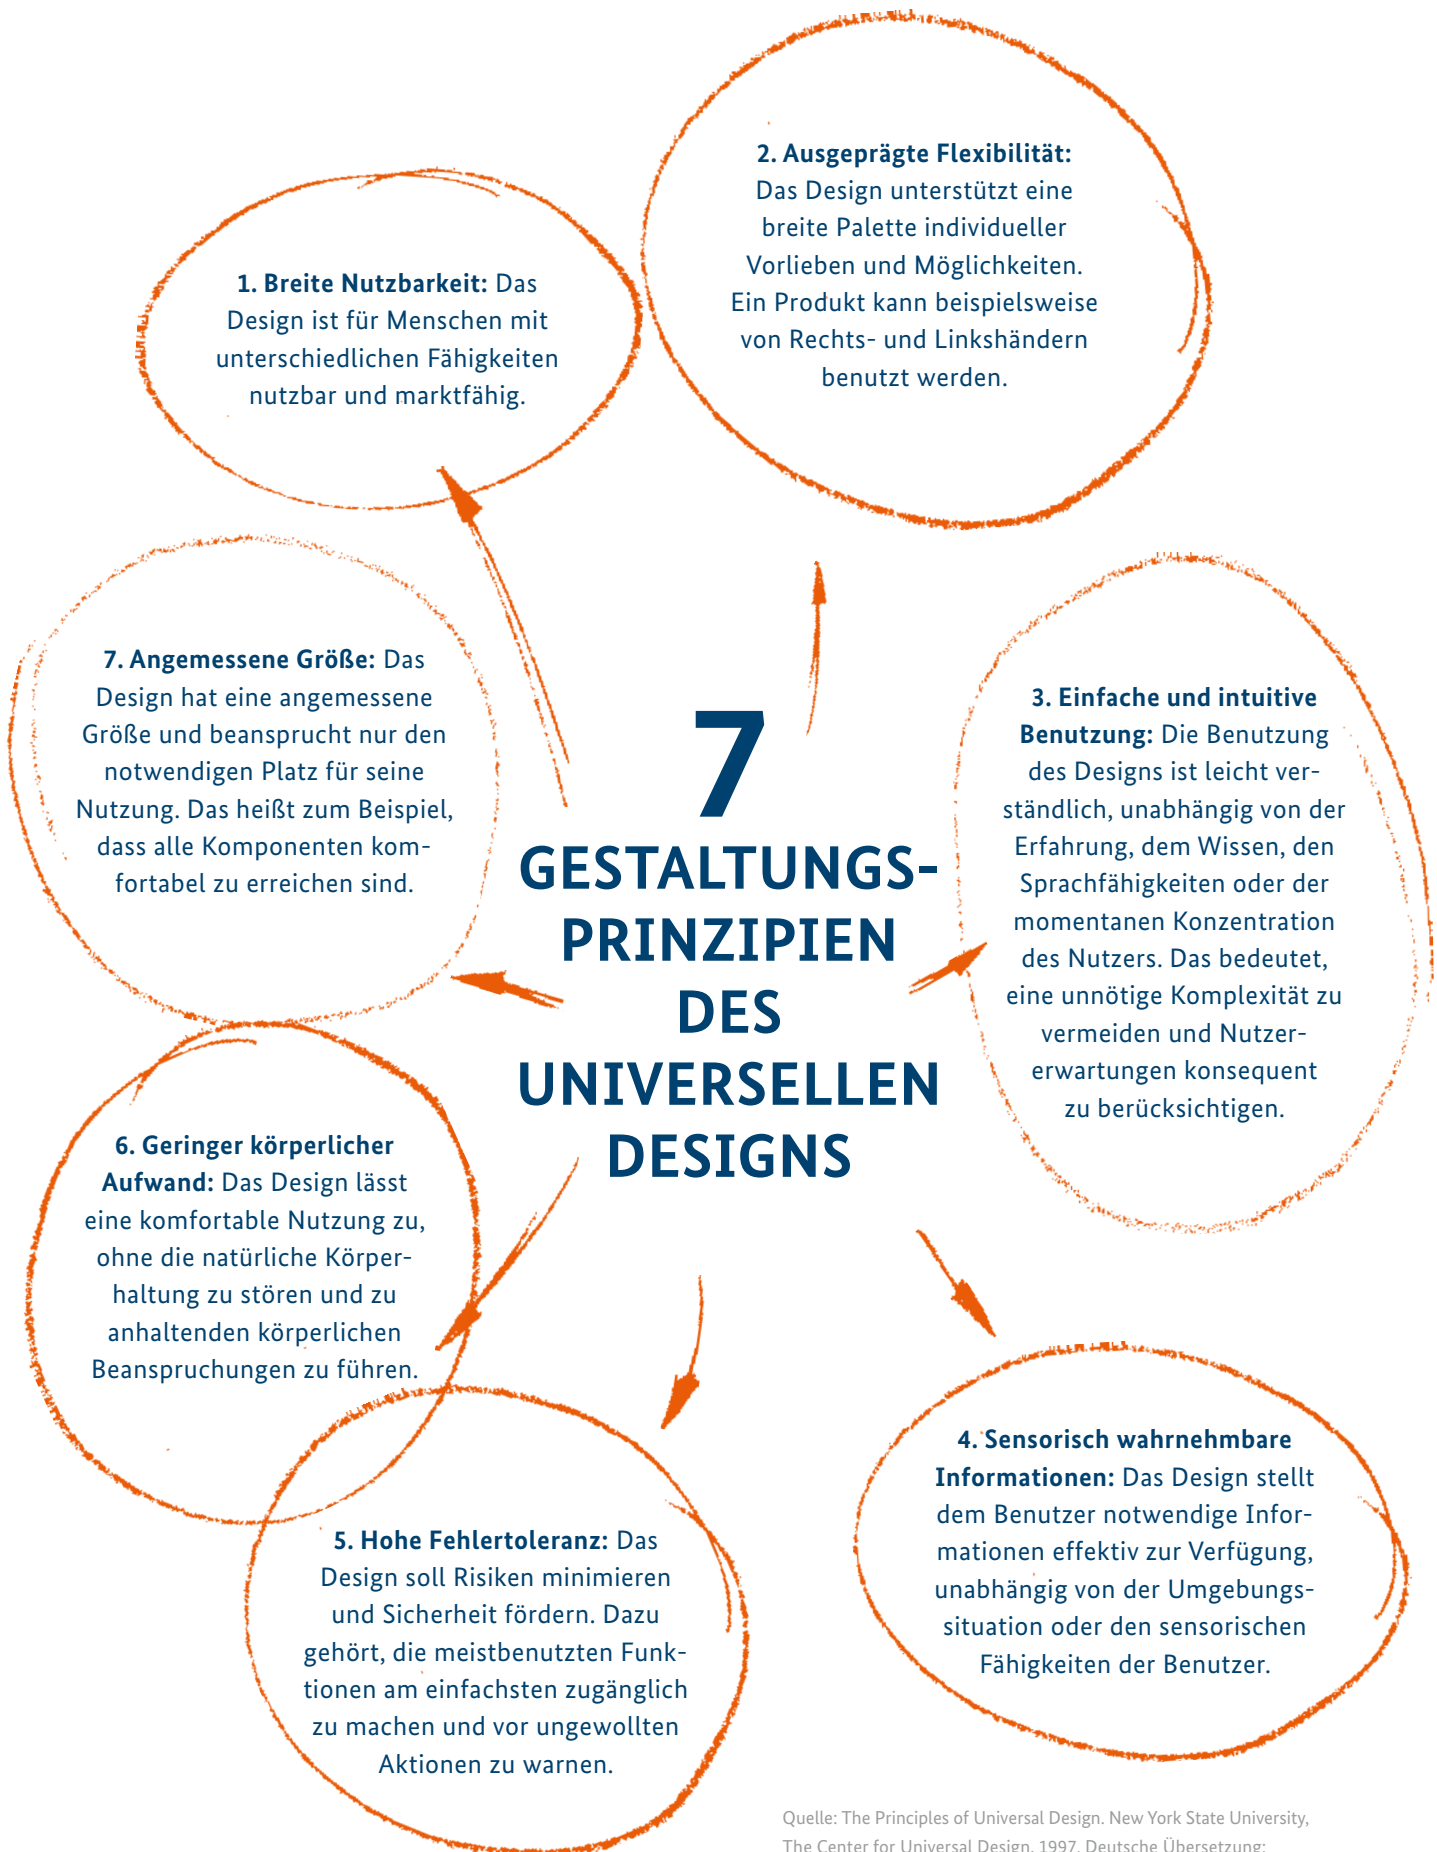 7
GESTALTUNGS-
PRINZIPIEN
DES
UNIVERSELLEN
DESIGNS
1. Breite Nutzbarkeit: Das
Design ist für Menschen mit
unterschiedlichen Fähigkeiten
nutzbar und marktfähig.
2. Ausgeprägte Flexibilität:
Das Design unterstützt eine
breite Palette individueller
Vorlieben und Möglichkeiten.
Ein Produkt kann beispielsweise
von Rechts- und Linkshändern
benutzt werden.
3. Einfache und intuitive
Benutzung: Die Benutzung
des Designs ist leicht ver-
ständlich, unabhängig von der
Erfahrung, dem Wissen, den
Sprachfähigkeiten oder der
momentanen Konzentration
des Nutzers. Das bedeutet,
eine unnötige Komplexität zu
vermeiden und Nutzer-
erwartungen konsequent
zu berücksichtigen.
4. Sensorisch wahrnehmbare
Informationen: Das Design stellt
dem Benutzer notwendige Infor-
mationen effektiv zur Verfügung,
unabhängig von der Umgebungs-
situation oder den sensorischen
Fähigkeiten der Benutzer.
5. Hohe Fehlertoleranz: Das
Design soll Risiken minimieren
und Sicherheit fördern. Dazu
gehört, die meistbenutzten Funk-
tionen am einfachsten zugänglich
zu machen und vor ungewollten
Aktionen zu warnen.
6. Geringer körperlicher
Aufwand: Das Design lässt
eine komfortable Nutzung zu,
ohne die natürliche Körper-
haltung zu stören und zu
anhaltenden körperlichen
Beanspruchungen zu führen.
7. Angemessene Größe: Das
Design hat eine angemessene
Größe und beansprucht nur den
notwendigen Platz für seine
Nutzung. Das heißt zum Beispiel,
dass alle Komponenten kom-
fortabel zu erreichen sind.
Quelle: The Principles of Universal Design. New York State University,
The Center for Universal Design, 1997. Deutsche Übersetzung: